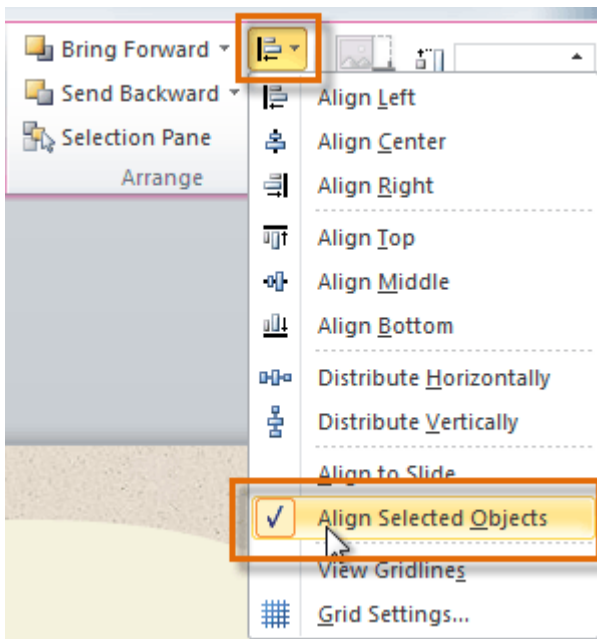 Bring Forward
Send Backward
Selection Pane
Arrange
Align Left
Align Center
Align Right
Align Top
Align Middle
Align Bottom
Distribute Horizontally
Distribute Vertically
Align to Slide
Align Selected Objects
View Gridlines
Grid Settings...